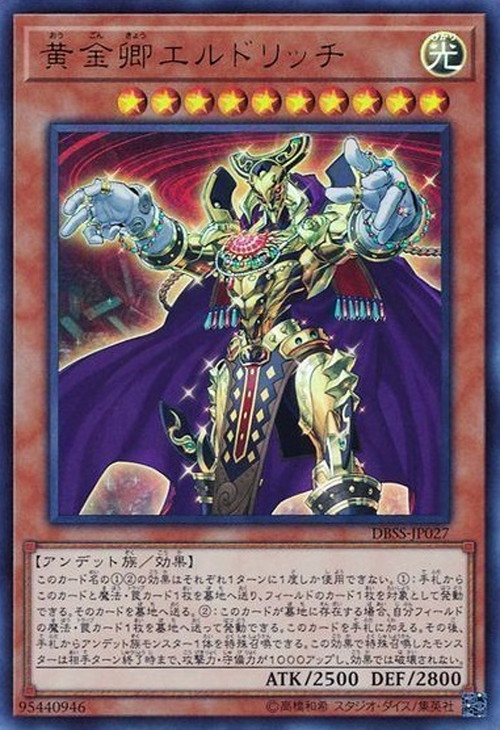 おう ごん きょう
黄金卿エルドリッチ
ひかり
光
DBSS-JP027
【アンデット族／効果】
このカード名の①②の効果はそれぞれ1ターンに1度しか使用できない。①：手札から
このカードと魔法・罠カード1枚を墓地へ送り、フィールドのカード1枚を対象として発動
できる。そのカードを墓地へ送る。②：このカードが墓地に存在する場合、自分フィールド
の魔法・罠カード1枚を墓地へ送って発動できる。このカードを手札に加える。その後、
手札からアンデット族モンスター1体を特殊召喚できる。この効果で特殊召喚したモンス
ターは相手ターン終了時まで、攻撃力・守備力が1000アップし、効果では破壊されない。
ATK/2500 DEF/2800
95440946
©高橋和希 スタジオ・ダイス/集英社